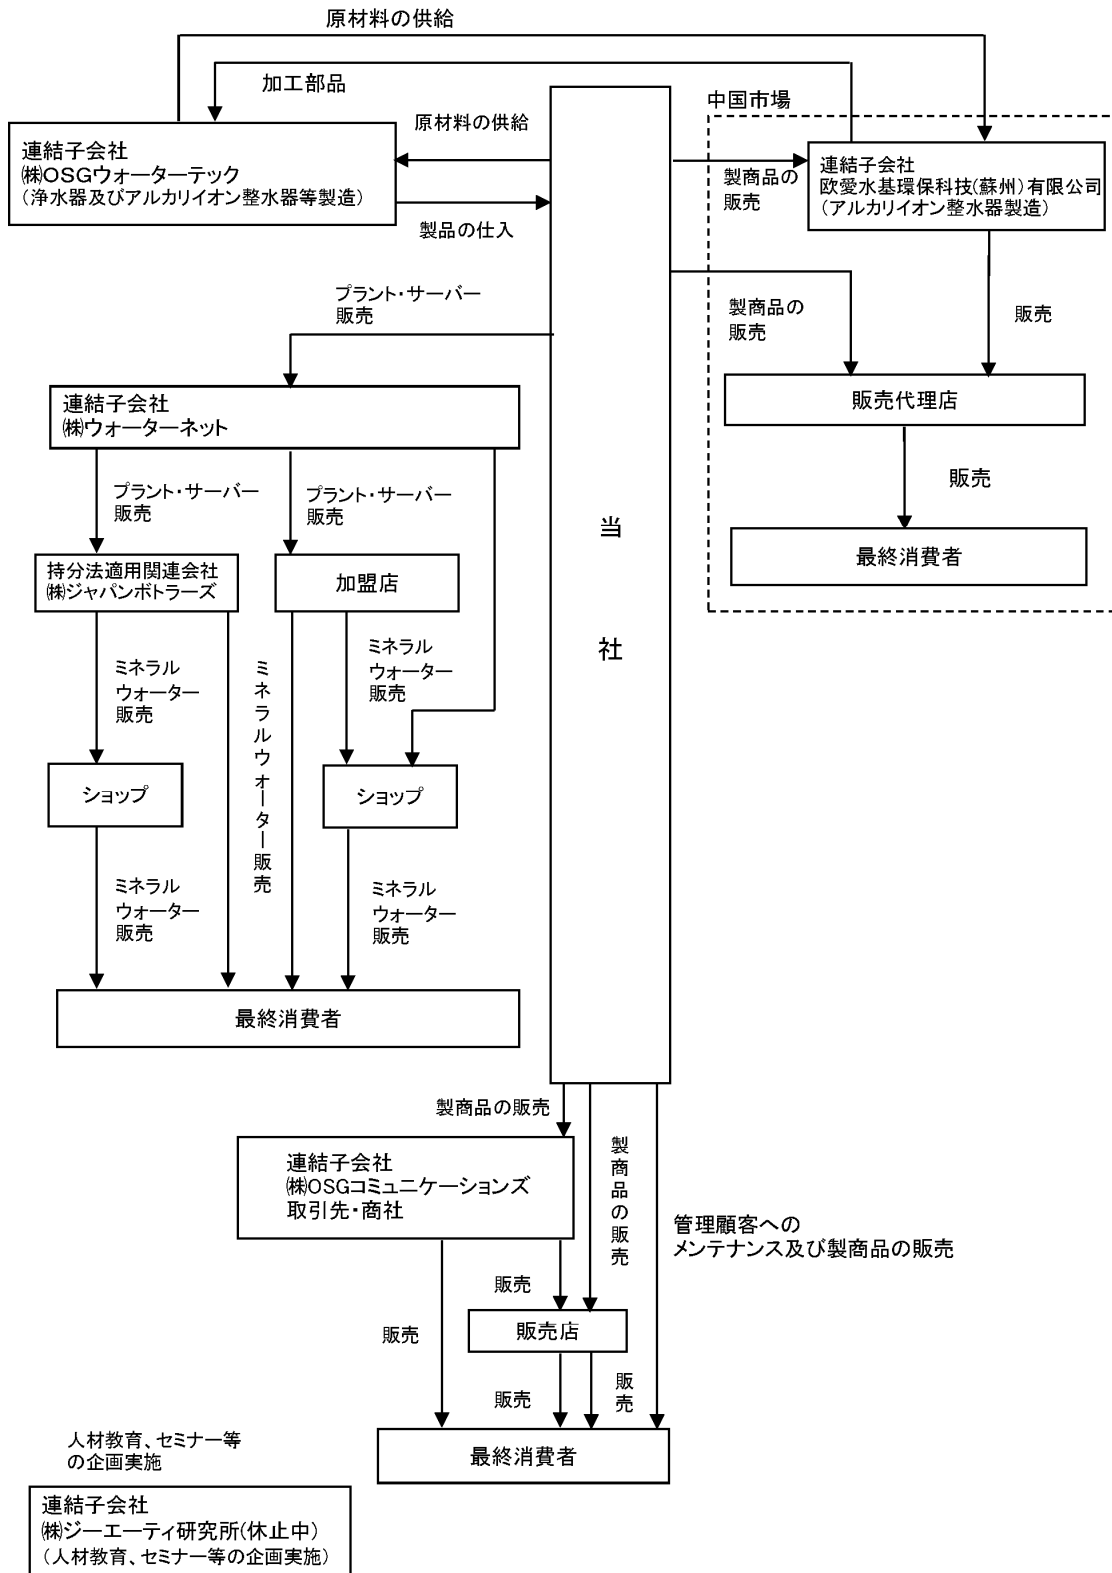 原材料の供給
加工部品
中国市場
連結子会社
㈱OSGウォーターテック
(浄水器及びアルカリイオン整水器等製造)
原材料の供給
製品の仕入
製商品の
販売
連結子会社
欧愛水基環保科技(蘇州)有限公司
(アルカリイオン整水器製造)
プラント・サーバー
販売
製商品の
販売
販売
連結子会社
㈱ウォーターネット
販売代理店
販売
最終消費者
プラント・サーバー
販売
プラント・サーバー
販売
当
社
持分法適用関連会社
㈱ジャパンボトラーズ
加盟店
ミネラル
ウォーター
販売
ミネラルウォーター販売
ミネラル
ウォーター
販売
ショップ
ショップ
ミネラル
ウォーター
販売
ミネラル
ウォーター
販売
最終消費者
製商品の販売
連結子会社
㈱OSGコミュニケーションズ
取引先・商社
製商品の販売
管理顧客への
メンテナンス及び製商品の販売
販売
販売
販売店
販売
販売
最終消費者
人材教育、セミナー等
の企画実施
連結子会社
㈱ジーエーティ研究所(休止中)
(人材教育、セミナー等の企画実施)